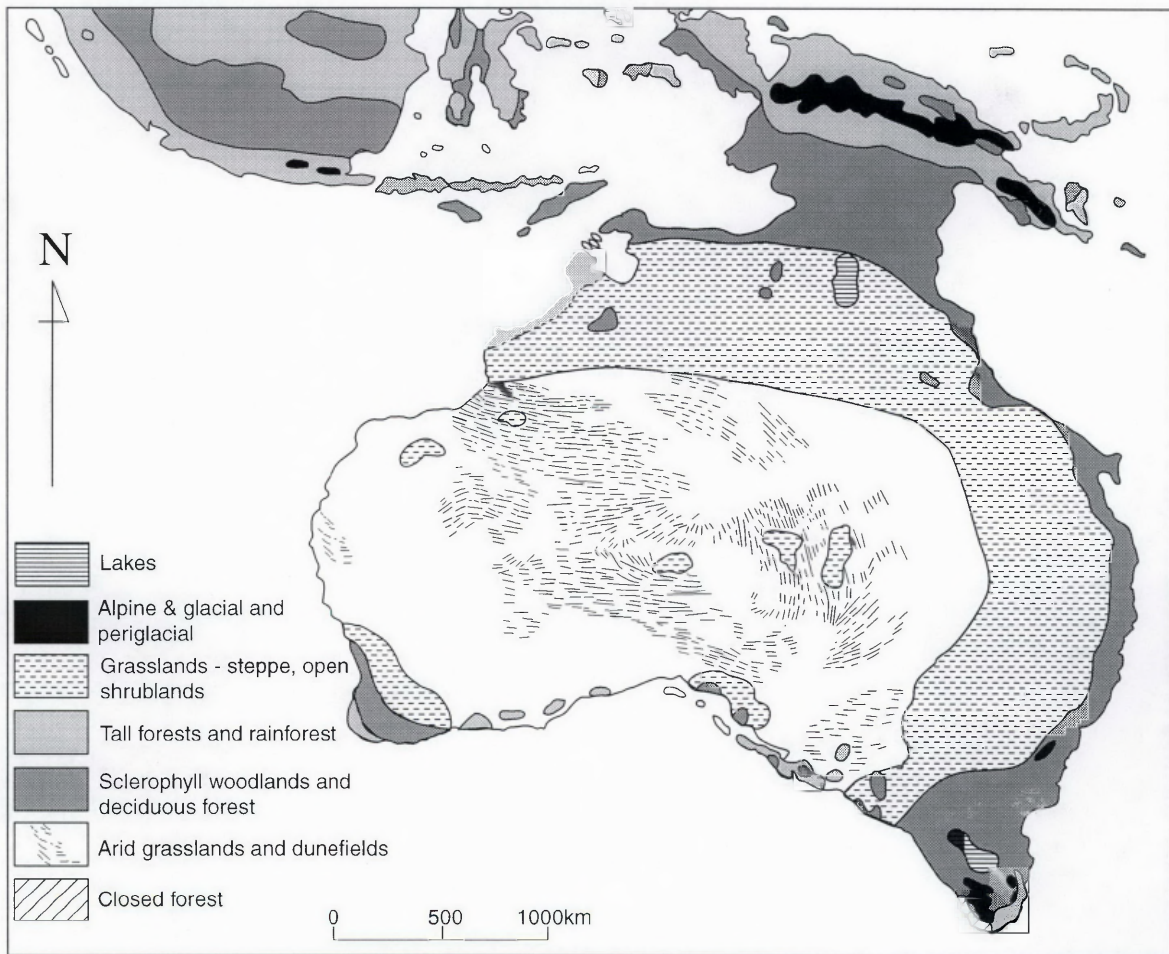 N
Lakes
Alpine & glacial and
periglacial
Grasslands - steppe, open
shrublands
Tall forests and rainforest
Sclerophyll woodlands and
deciduous forest
Arid grasslands and dunefields
Closed forest
0 500 1000km